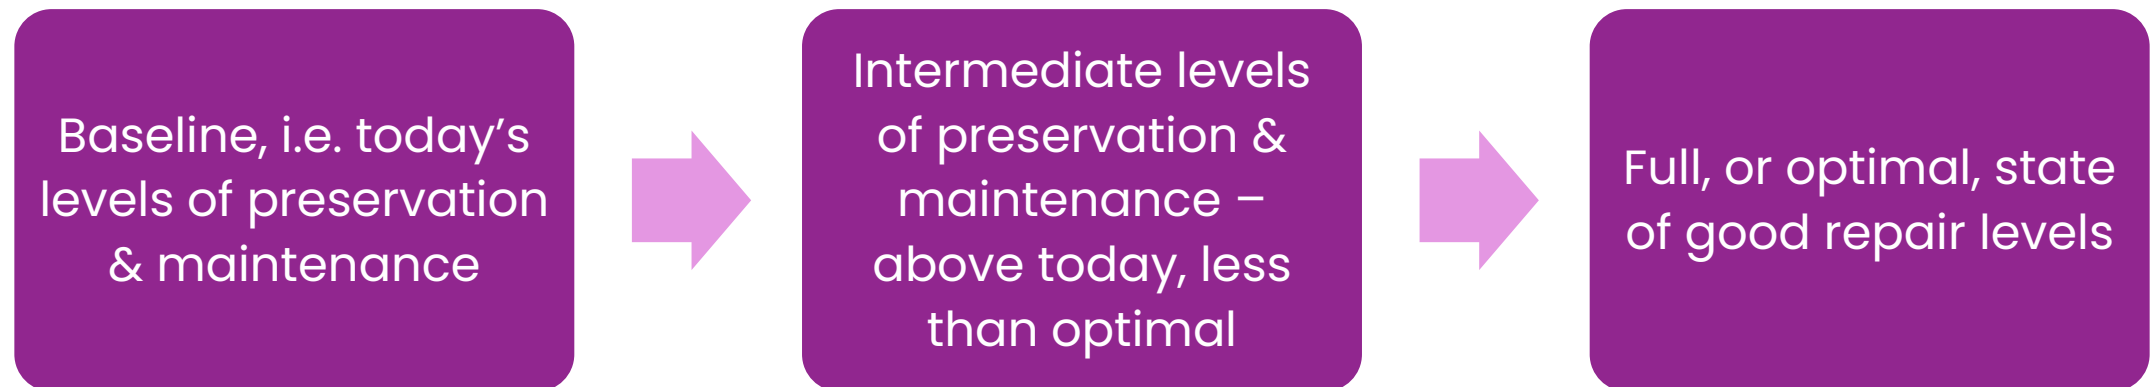 Baseline, i.e. today’s
levels of preservation
& maintenance
Intermediate levels
of preservation &
maintenance –
above today, less
than optimal
Full, or optimal, state
of good repair levels